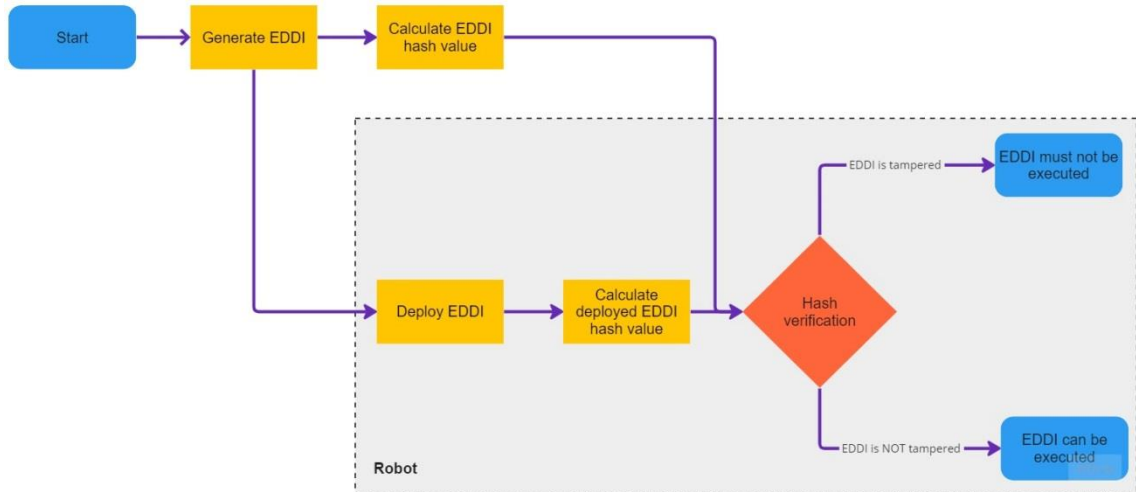 Start
Generate EDDI
Calculate EDDI
hash value
EDDI is tampered
EDDI must not be
executed
Deploy EDDI
Calculate
deployed EDDI
hash value
Hash
verification
EDDI is NOT tampered
EDDI can be
executed
Robot